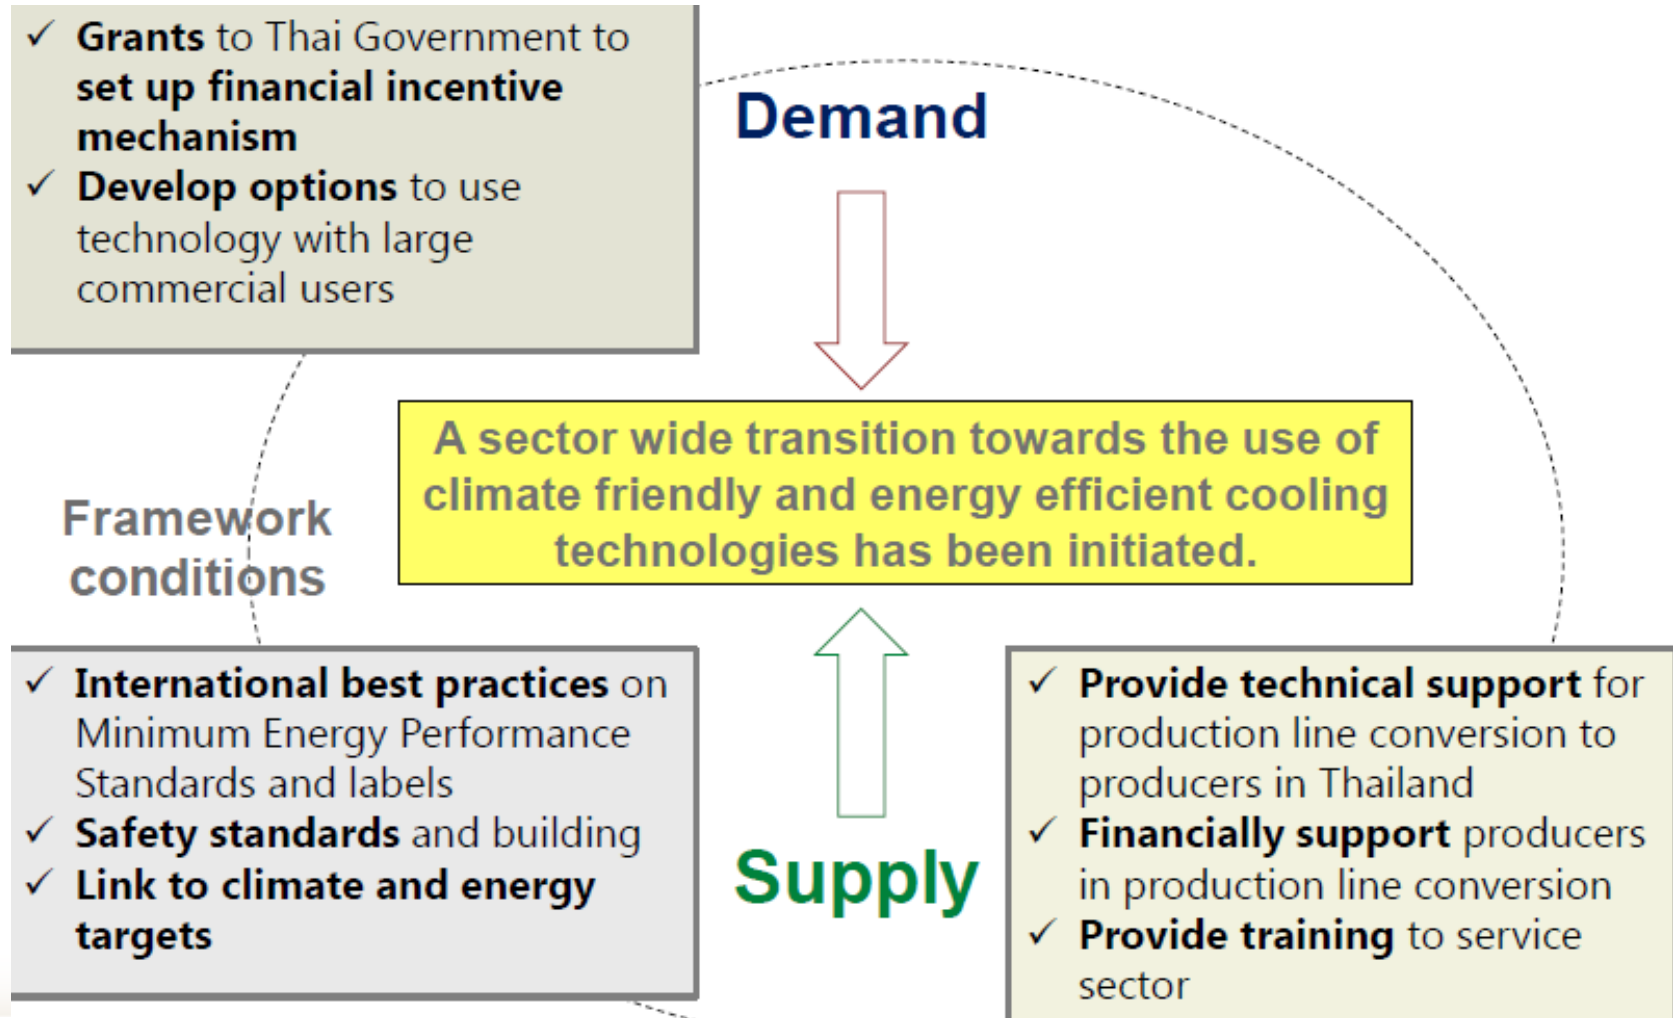 ✓ Grants to Thai Government to
set up financial incentive
mechanism
✓ Develop options to use
technology with large
commercial users
Demand
A sector wide transition towards the use of
climate friendly and energy efficient cooling
technologies has been initiated.
Framework
conditions
✓ International best practices on
Minimum Energy Performance
Standards and labels
✓ Safety standards and building
✓ Link to climate and energy
targets
Supply
✓ Provide technical support for
production line conversion to
producers in Thailand
✓ Financially support producers
in production line conversion
✓ Provide training to service
sector